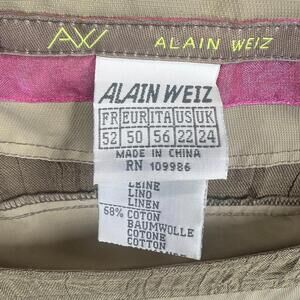 AW ALAIN WEIZ
ALAIN WEIZ
FR EUR ITA US UK
52 50 56 22 24
MADE IN CHINA
RN 109986
LEINE
LINO
LINEN
68% COTON
BAUMWOLLE
COTONE
COTTON